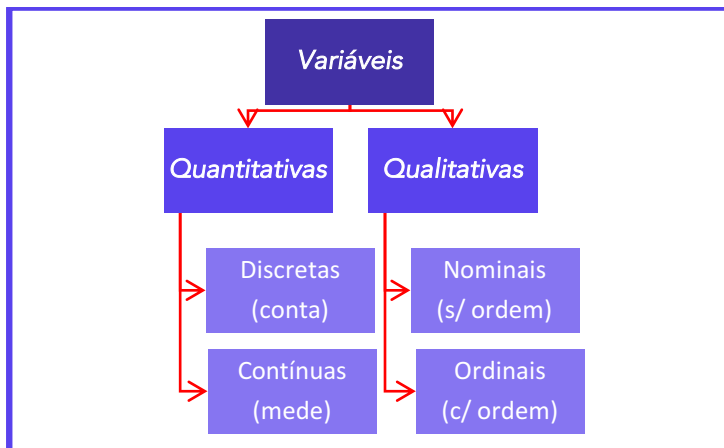 Variáveis
Quantitativas
Qualitativas
Discretas
(conta)
Nominais
(s/ ordem)
Contínuas
(mede)
Ordinais
(c/ ordem)